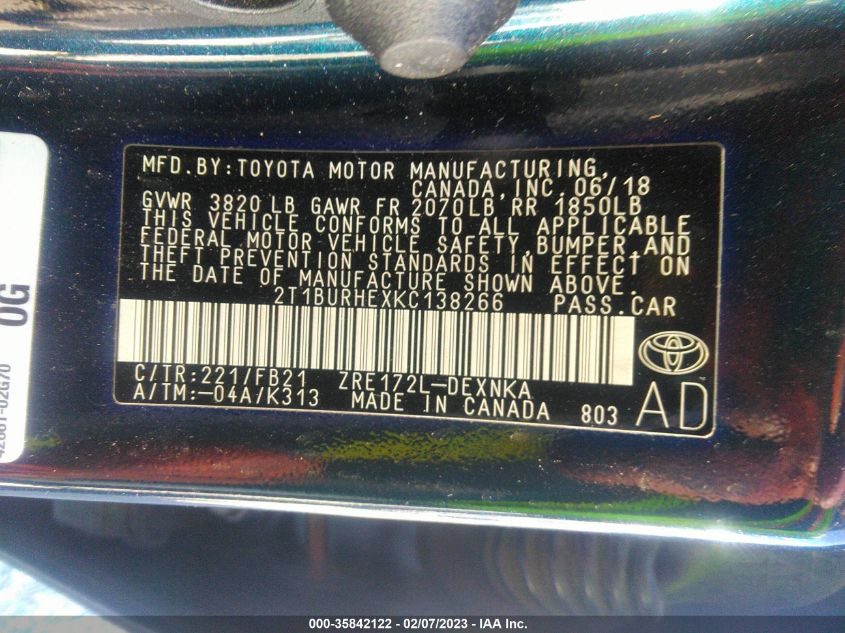 MFD.BY:TOYOTA MOTOR MANUFACTURING,
CANADA,INC.06/18
GVWR 3820 LB GAWR FR 2070LB,RR 1850LB
THIS VEHICLE CONFORMS TO ALL APPLICABLE
FEDERAL MOTOR VEHICLE SAFETY,BUMPER,AND
THEFT PREVENTION STANDARDS IN EFFECT ON
THE DATE OF MANUFACTURE SHOWN ABOVE.
2T1BURHEXKC138266 PASS.CAR
C/TR:221/FB21 ZRE172L-DEXNKA
A/TM:-04A/K313 MADE IN CANADA 803 AD
0G
42661-02G70
000-35842122 - 02/07/2023 - IAA Inc.